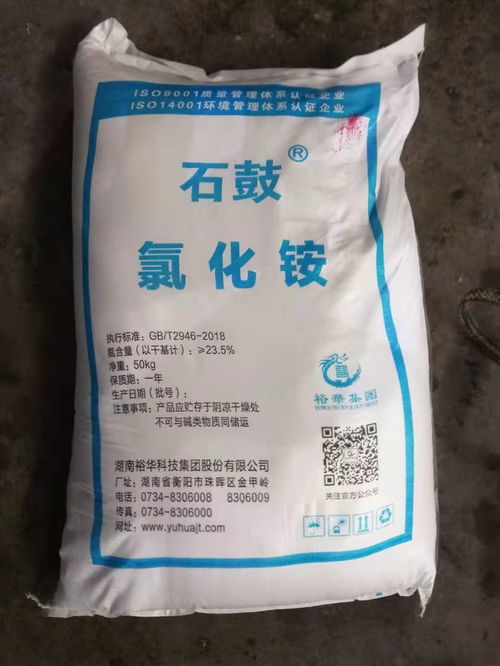 ISO9001质量管理体系认证企业
ISO14001环境管理体系认证企业
石鼓®
氯化铵
执行标准：GB/T2946-2018
氮含量（以干基计）：≥23.5%
净重：50kg
保质期：一年
生产日期（批号）：
注意事项：产品应贮存于阴凉干燥处
不可与碱类物质同储运
裕華集團
湖南裕华科技集团股份有限公司
厂址：湖南省衡阳市珠晖区金甲岭
电话：0734-8306008 8306009
传真：0734-8306000
网址：www.yuhuajt.com
关注官方公众号